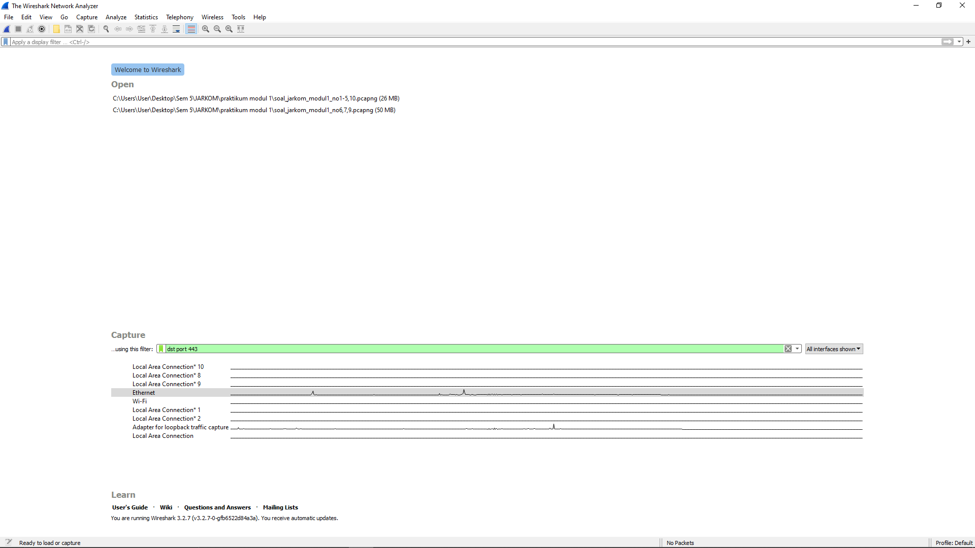 The Wireshark Network Analyzer
File Edit View Go Capture Analyze Statistics Telephony Wireless Tools Help
Apply a display filter ... <Ctrl-/>
Welcome to Wireshark
Open
C:\Users\User\Desktop\Sem 5\JARKOM\praktikum modul 1\soal_jarkom_modul1_no1-5,10.pcapng (26 MB)
C:\Users\User\Desktop\Sem 5\JARKOM\praktikum modul 1\soal_jarkom_modul1_no6,7,9.pcapng (50 MB)
Capture
...using this filter: dst port 443 All interfaces shown
Local Area Connection* 10
Local Area Connection* 8
Local Area Connection* 9
Ethernet
Wi-Fi
Local Area Connection* 1
Local Area Connection* 2
Adapter for loopback traffic capture
Local Area Connection
Learn
User's Guide · Wiki · Questions and Answers · Mailing Lists
You are running Wireshark 3.2.7 (v3.2.7-0-gfb6522d84a3a). You receive automatic updates.
Ready to load or capture No Packets Profile: Default